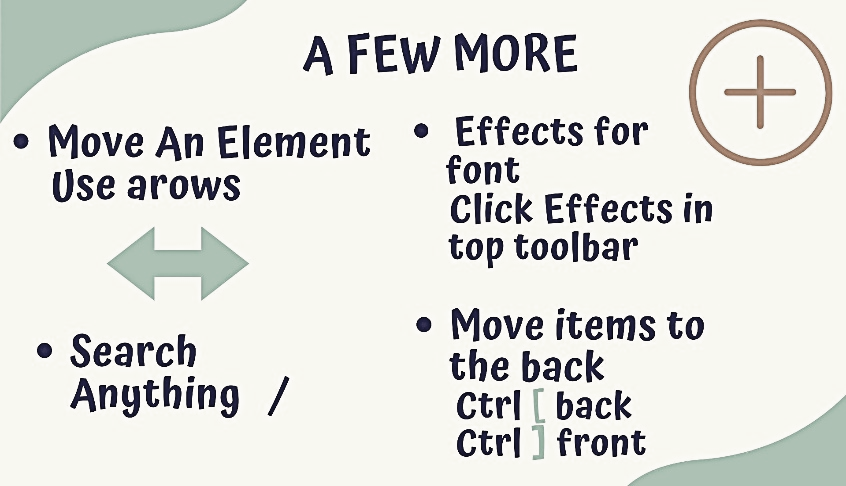 A FEW MORE
• Move An Element
Use arows
• Search
Anything /
• Effects for
font
Click Effects in
top toolbar
• Move items to
the back
Ctrl [ back
Ctrl ] front